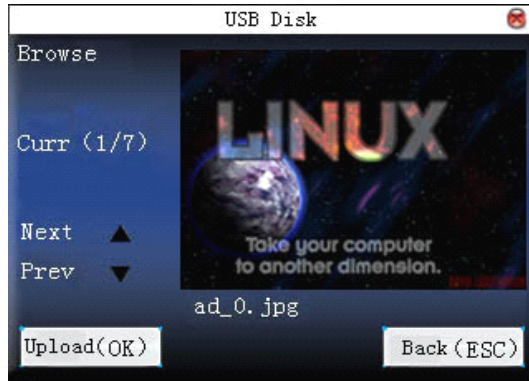 USB Disk
Browse
Curr (1/7)
Next
Prev
LINUX
Take your computer
to another dimension.
ad_0.jpg
Upload(OK)
Back(ESC)